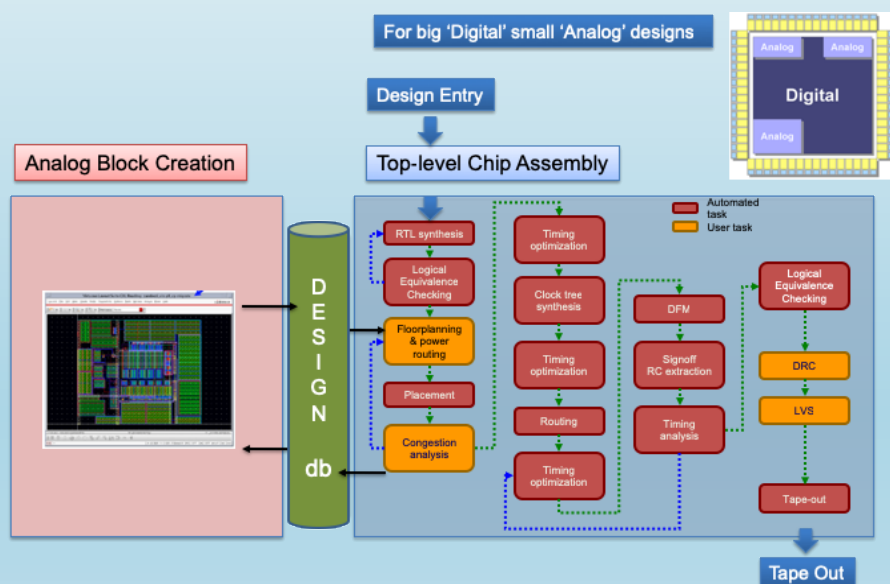 For big ‘Digital’ small ‘Analog’ designs
Analog
Analog
Digital
Analog
Design Entry
Analog Block Creation
Top-level Chip Assembly
Automated
task
User task
DESIGN
db
RTL synthesis
Logical
Equivalence
Checking
Floorplanning
& power
routing
Placement
Congestion
analysis
Timing
optimization
Clock tree
synthesis
Timing
optimization
Routing
Timing
optimization
DFM
Signoff
RC extraction
Timing
analysis
Logical
Equivalence
Checking
DRC
LVS
Tape-out
Tape Out